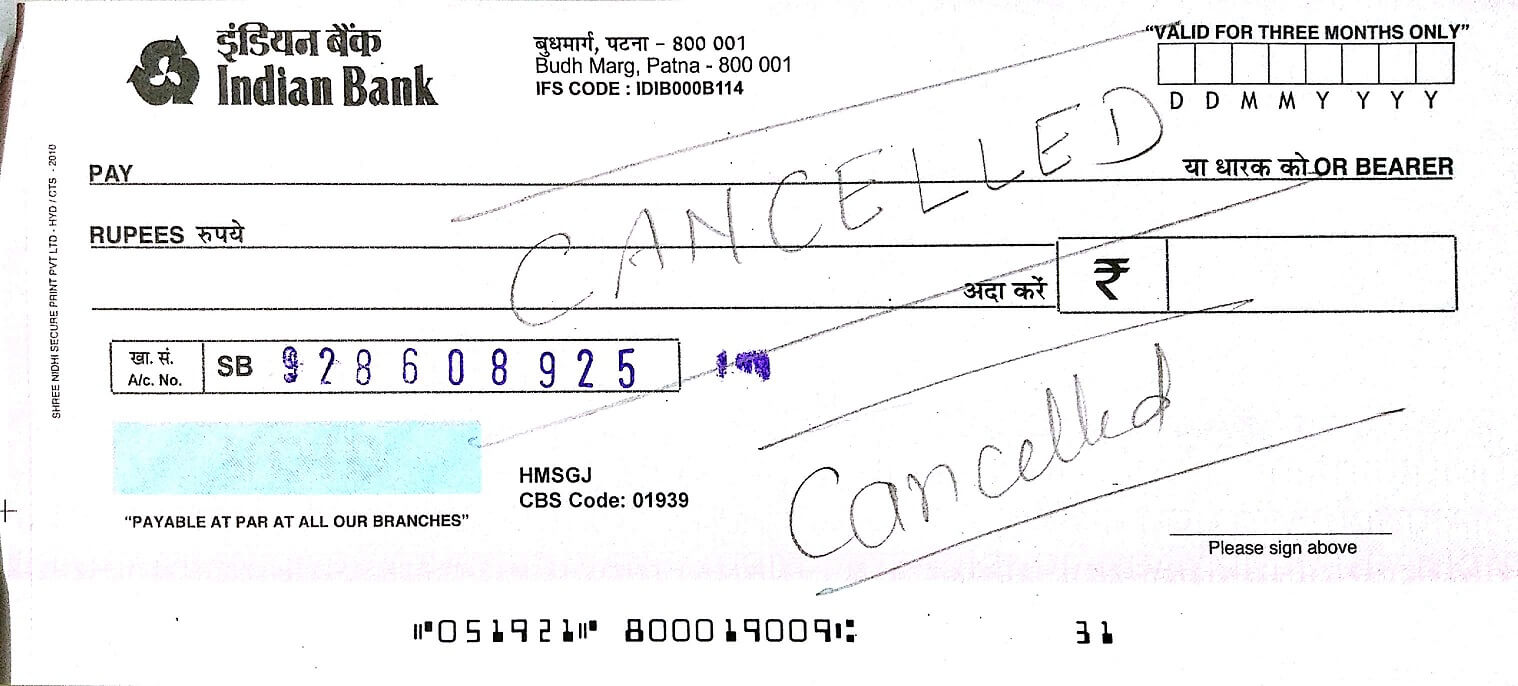 इंडियन बैंक
Indian Bank
बुधमार्ग, पटना - 800 001
Budh Marg, Patna - 800 001
IFS CODE : IDIB000B114
"VALID FOR THREE MONTHS ONLY"
D D M M Y Y Y Y
CANCELLED
PAY
या धारक को OR BEARER
RUPEES रुपये
अदा करें ₹
खा. सं.
A/c. No.
SB 928608925
Cancelled
HMSGJ
CBS Code: 01939
"PAYABLE AT PAR AT ALL OUR BRANCHES"
Please sign above
SHREE NIDHI SECURE PRINT PVT LTD - HYD / CTS - 2010
⑈051921⑈ 800019009⑆ 31